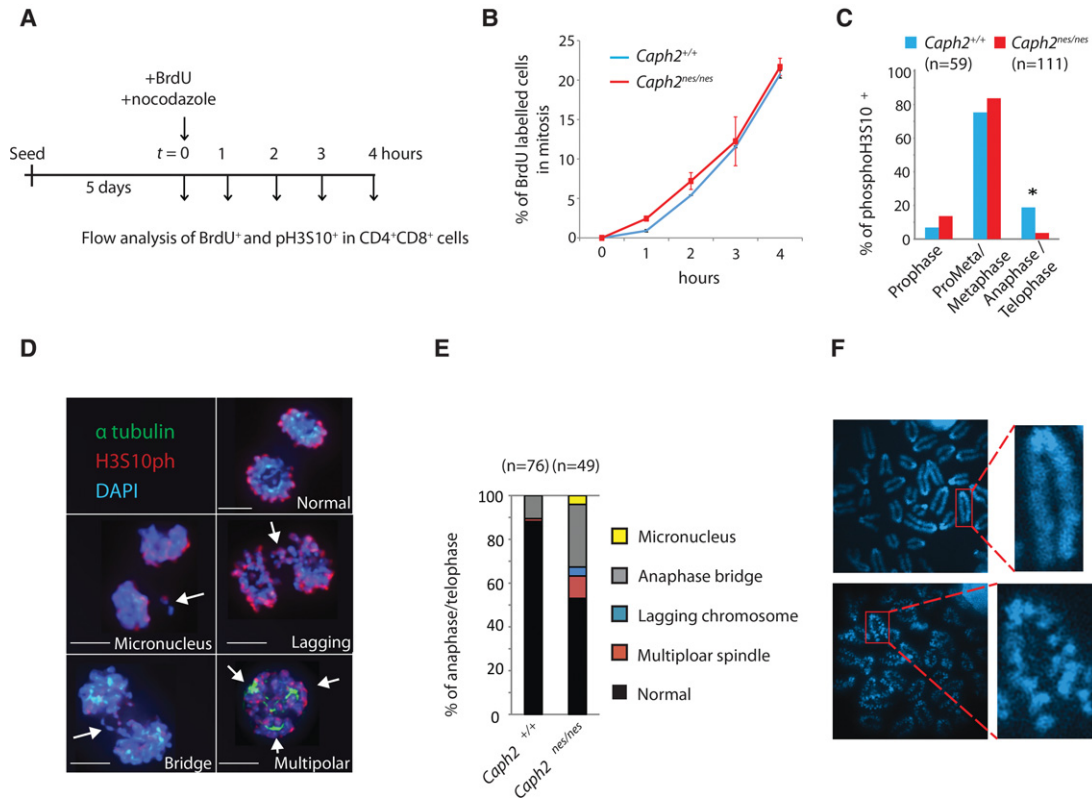 A
+BrdU
+nocodazole
Seed
t = 0
1
2
3
4 hours
5 days
Flow analysis of BrdU⁺ and pH3S10⁺ in CD4⁺CD8⁺ cells
B
Caph2+/+
Caph2nes/nes
% of BrdU labelled cells
in mitosis
25
20
15
10
5
0
0 1 2 3 4
hours
C
Caph2+/+ Caph2nes/nes
(n=59) (n=111)
% of phosphoH3S10 +
100
80
60
40
20
0
*
Prophase
ProMeta/
Metaphase
Anaphase /
Telophase
D
α tubulin
H3S10ph
DAPI
Normal
Micronucleus
Lagging
Bridge
Multipolar
E
(n=76) (n=49)
% of anaphase/telophase
100
80
60
40
20
0
Caph2 +/+
Caph2 nes/nes
Micronucleus
Anaphase bridge
Lagging chromosome
Multiploar spindle
Normal
F